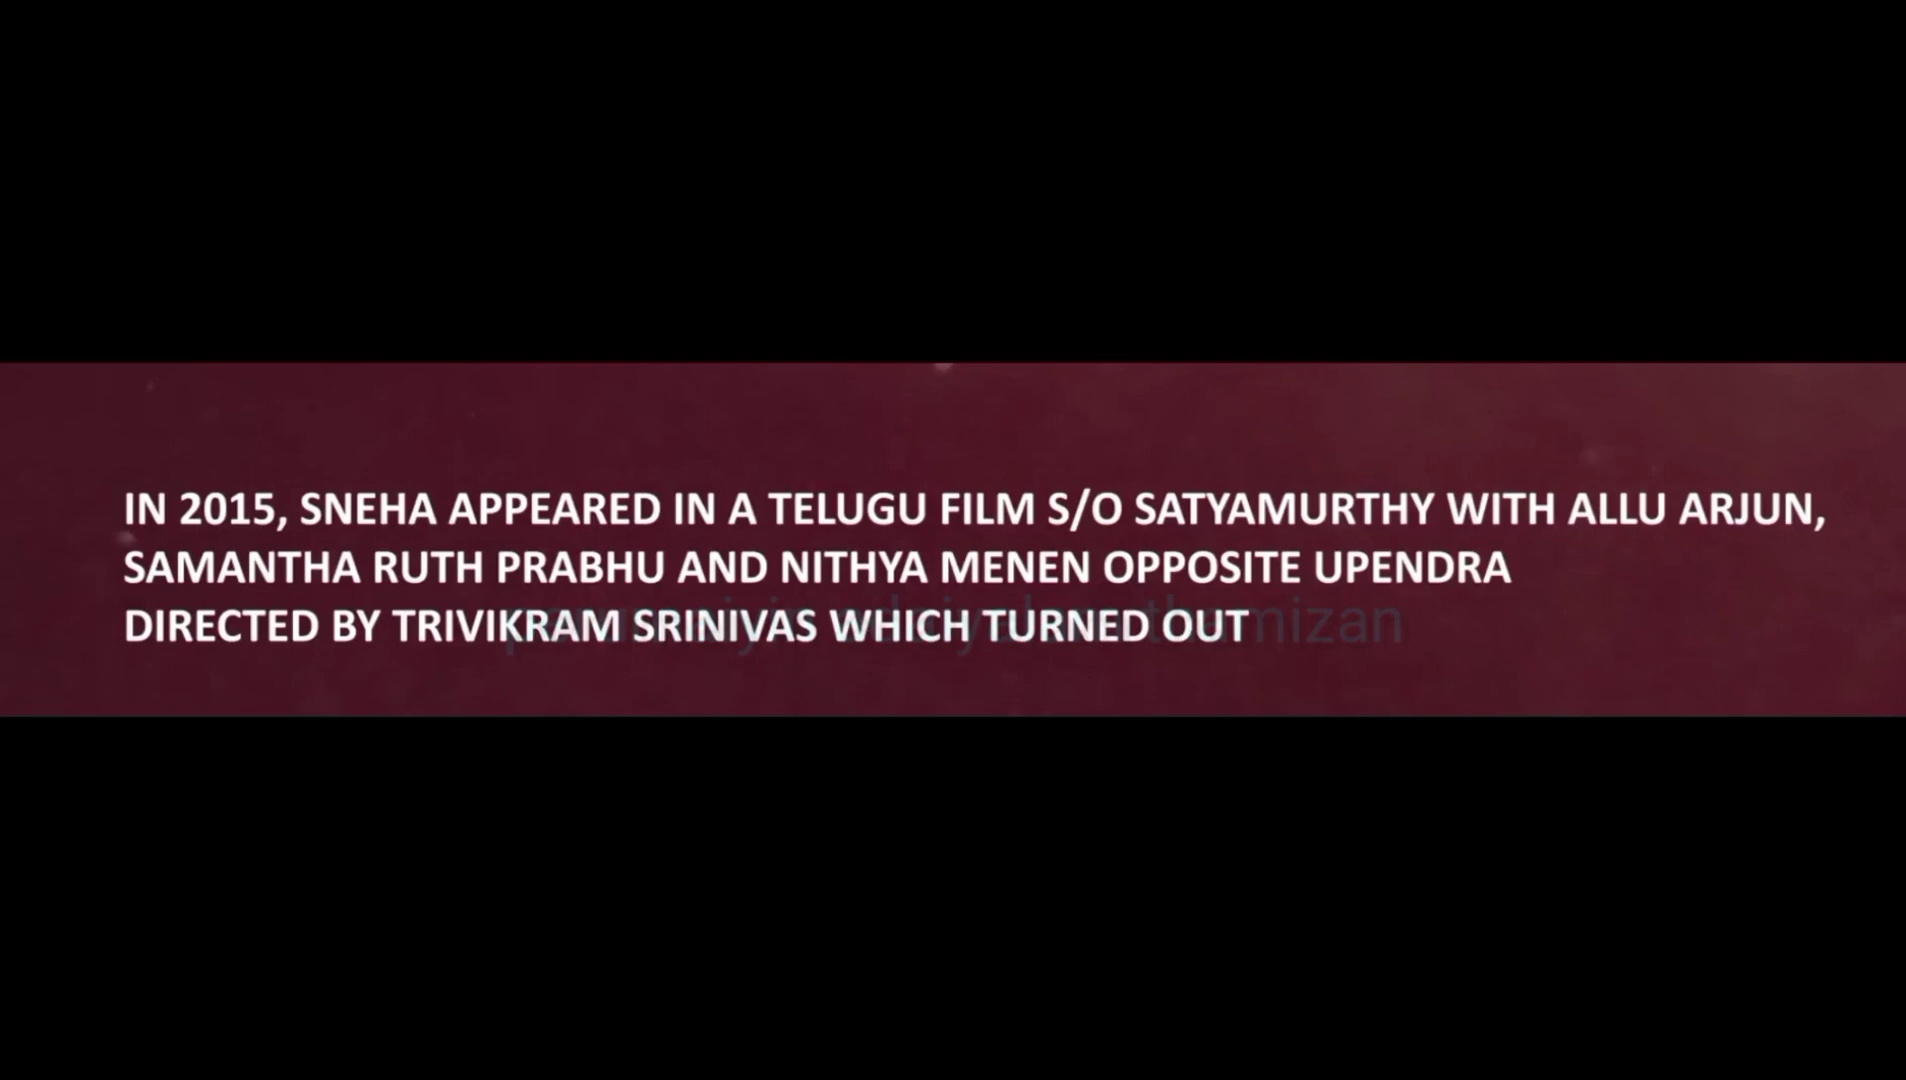 IN 2015, SNEHA APPEARED IN A TELUGU FILM S/O SATYAMURTHY WITH ALLU ARJUN,
SAMANTHA RUTH PRABHU AND NITHYA MENEN OPPOSITE UPENDRA
DIRECTED BY TRIVIKRAM SRINIVAS WHICH TURNED OUT
thamizan